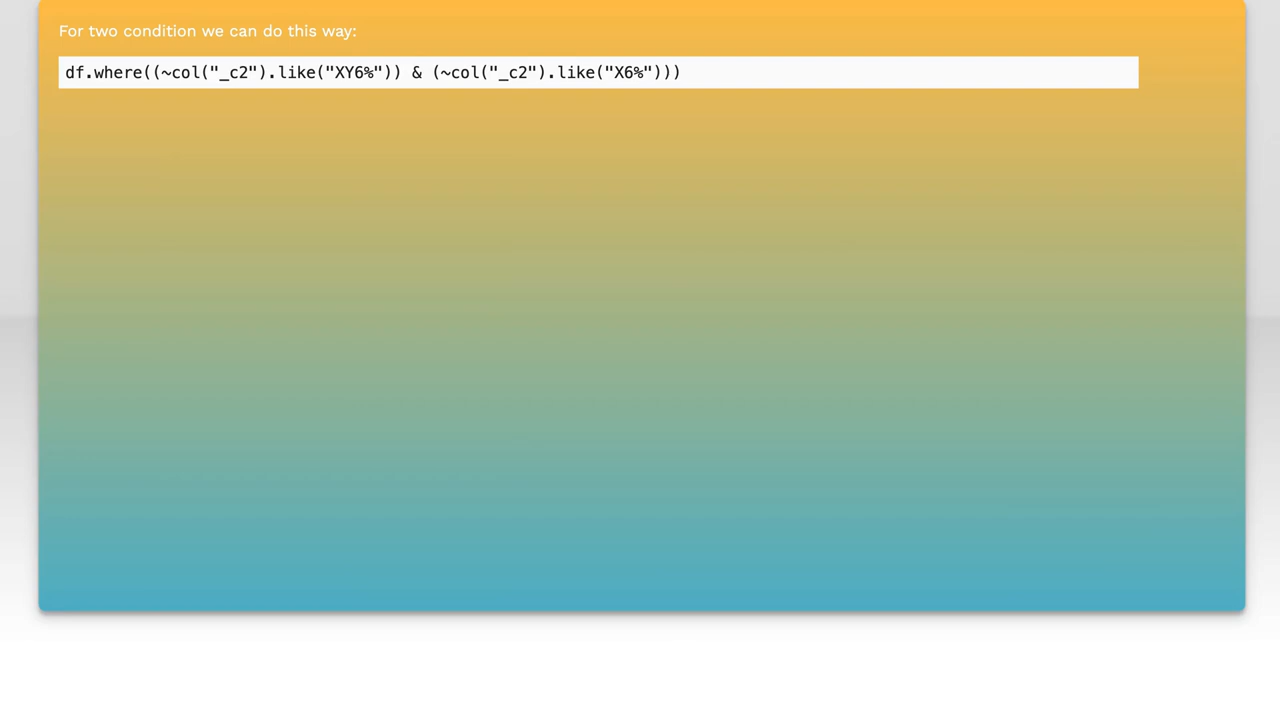 For two condition we can do this way:
df.where((~col("_c2").like("XY6%")) & (~col("_c2").like("X6%")))